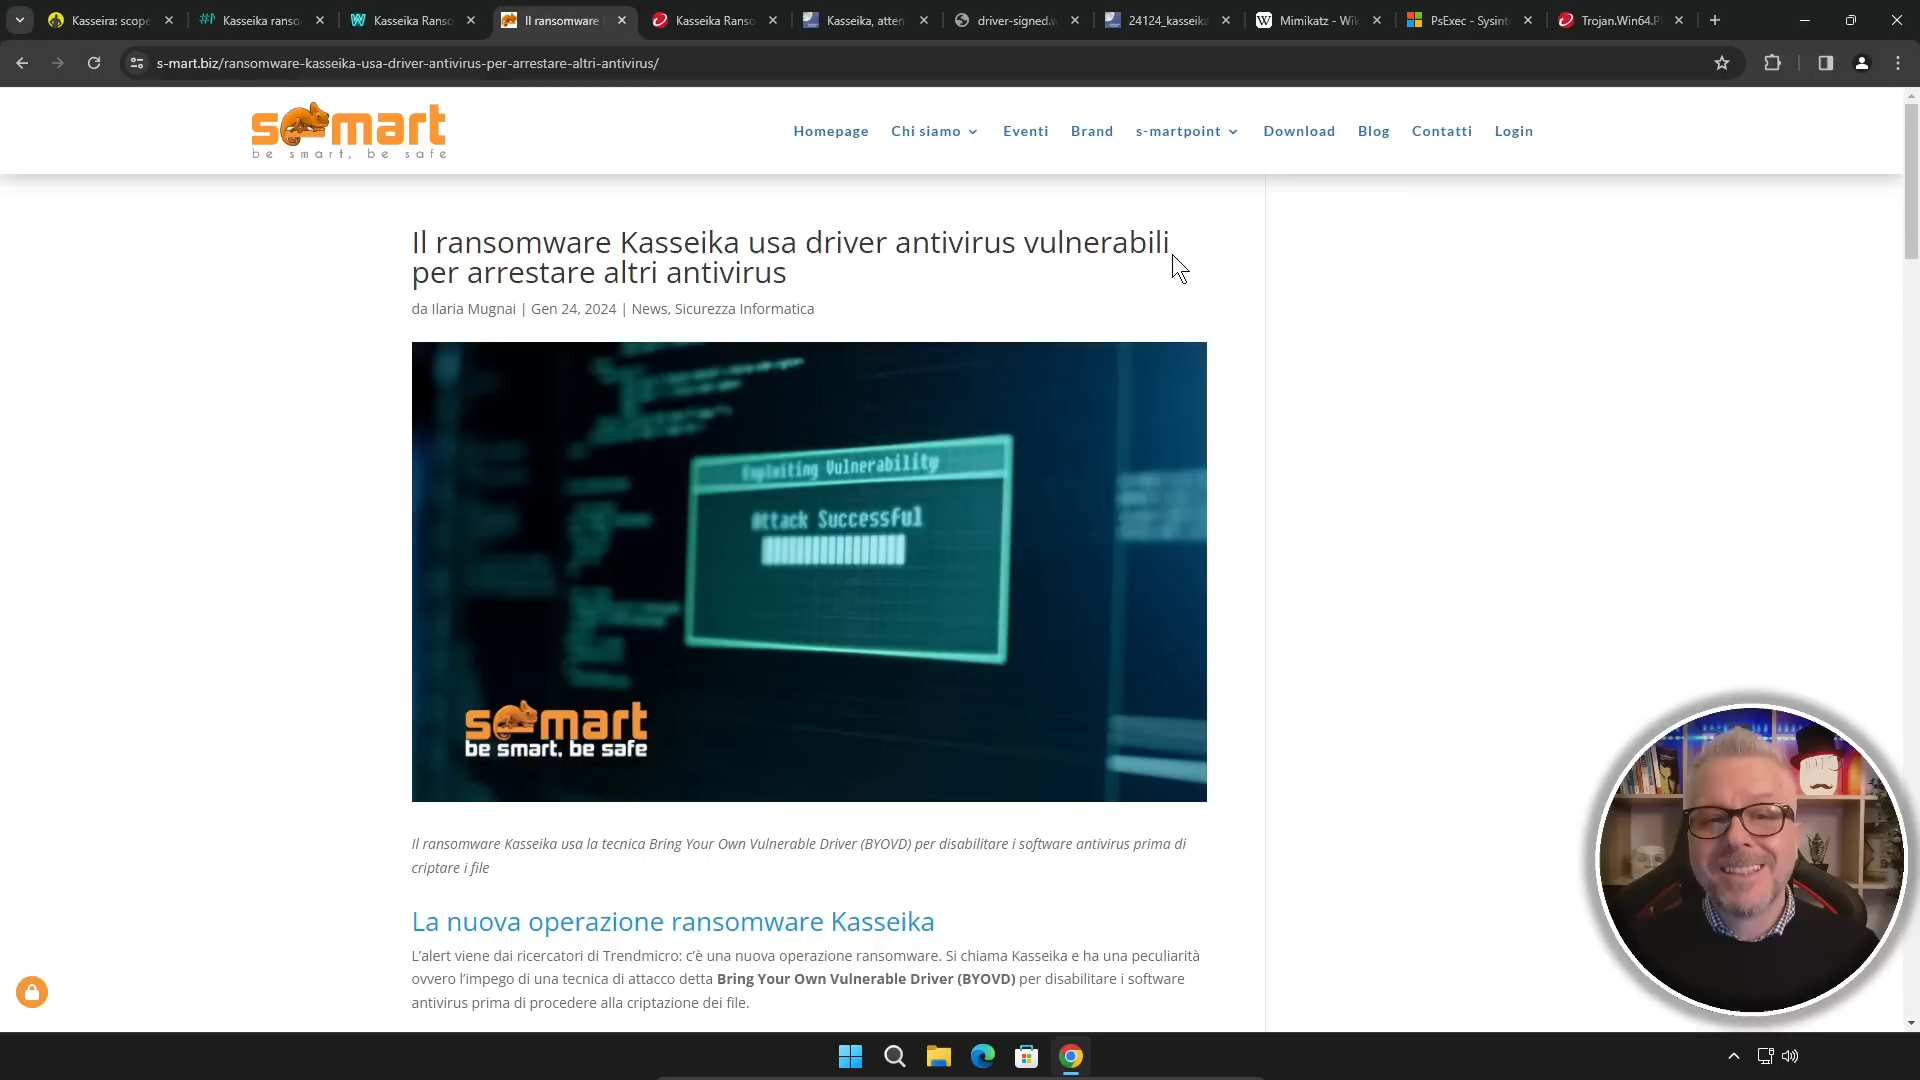 Kasseira: scope
Kasseika ranso
Kasseika Ranso
Il ransomware
Kasseika Ranso
Kasseika, atten
driver-signed.w
24124_kasseika
Mimikatz - Wik
PsExec - Sysint
Trojan.Win64.P
s-mart.biz/ransomware-kasseika-usa-driver-antivirus-per-arrestare-altri-antivirus/
s-mart
be smart, be safe
Homepage Chi siamo Eventi Brand s-martpoint Download Blog Contatti Login
Il ransomware Kasseika usa driver antivirus vulnerabili
per arrestare altri antivirus
da Ilaria Mugnai | Gen 24, 2024 | News, Sicurezza Informatica
Exploiting Vulnerability
Attack Successful
s-mart
be smart, be safe
Il ransomware Kasseika usa la tecnica Bring Your Own Vulnerable Driver (BYOVD) per disabilitare i software antivirus prima di
criptare i file
La nuova operazione ransomware Kasseika
L’alert viene dai ricercatori di Trendmicro: c’è una nuova operazione ransomware. Si chiama Kasseika e ha una peculiarità
ovvero l’impego di una tecnica di attacco detta Bring Your Own Vulnerable Driver (BYOVD) per disabilitare i software
antivirus prima di procedere alla criptazione dei file.